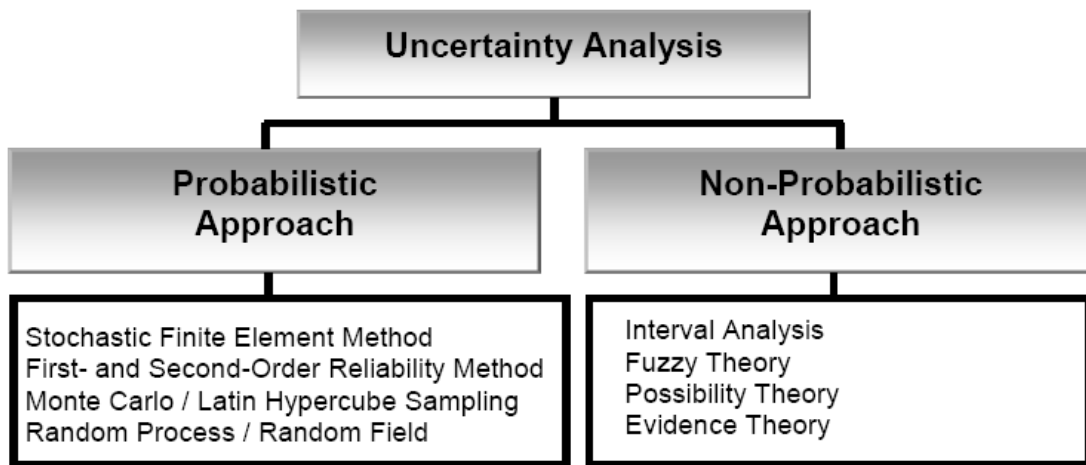 Uncertainty Analysis
Probabilistic
Approach
Non-Probabilistic
Approach
Stochastic Finite Element Method
First- and Second-Order Reliability Method
Monte Carlo / Latin Hypercube Sampling
Random Process / Random Field
Interval Analysis
Fuzzy Theory
Possibility Theory
Evidence Theory